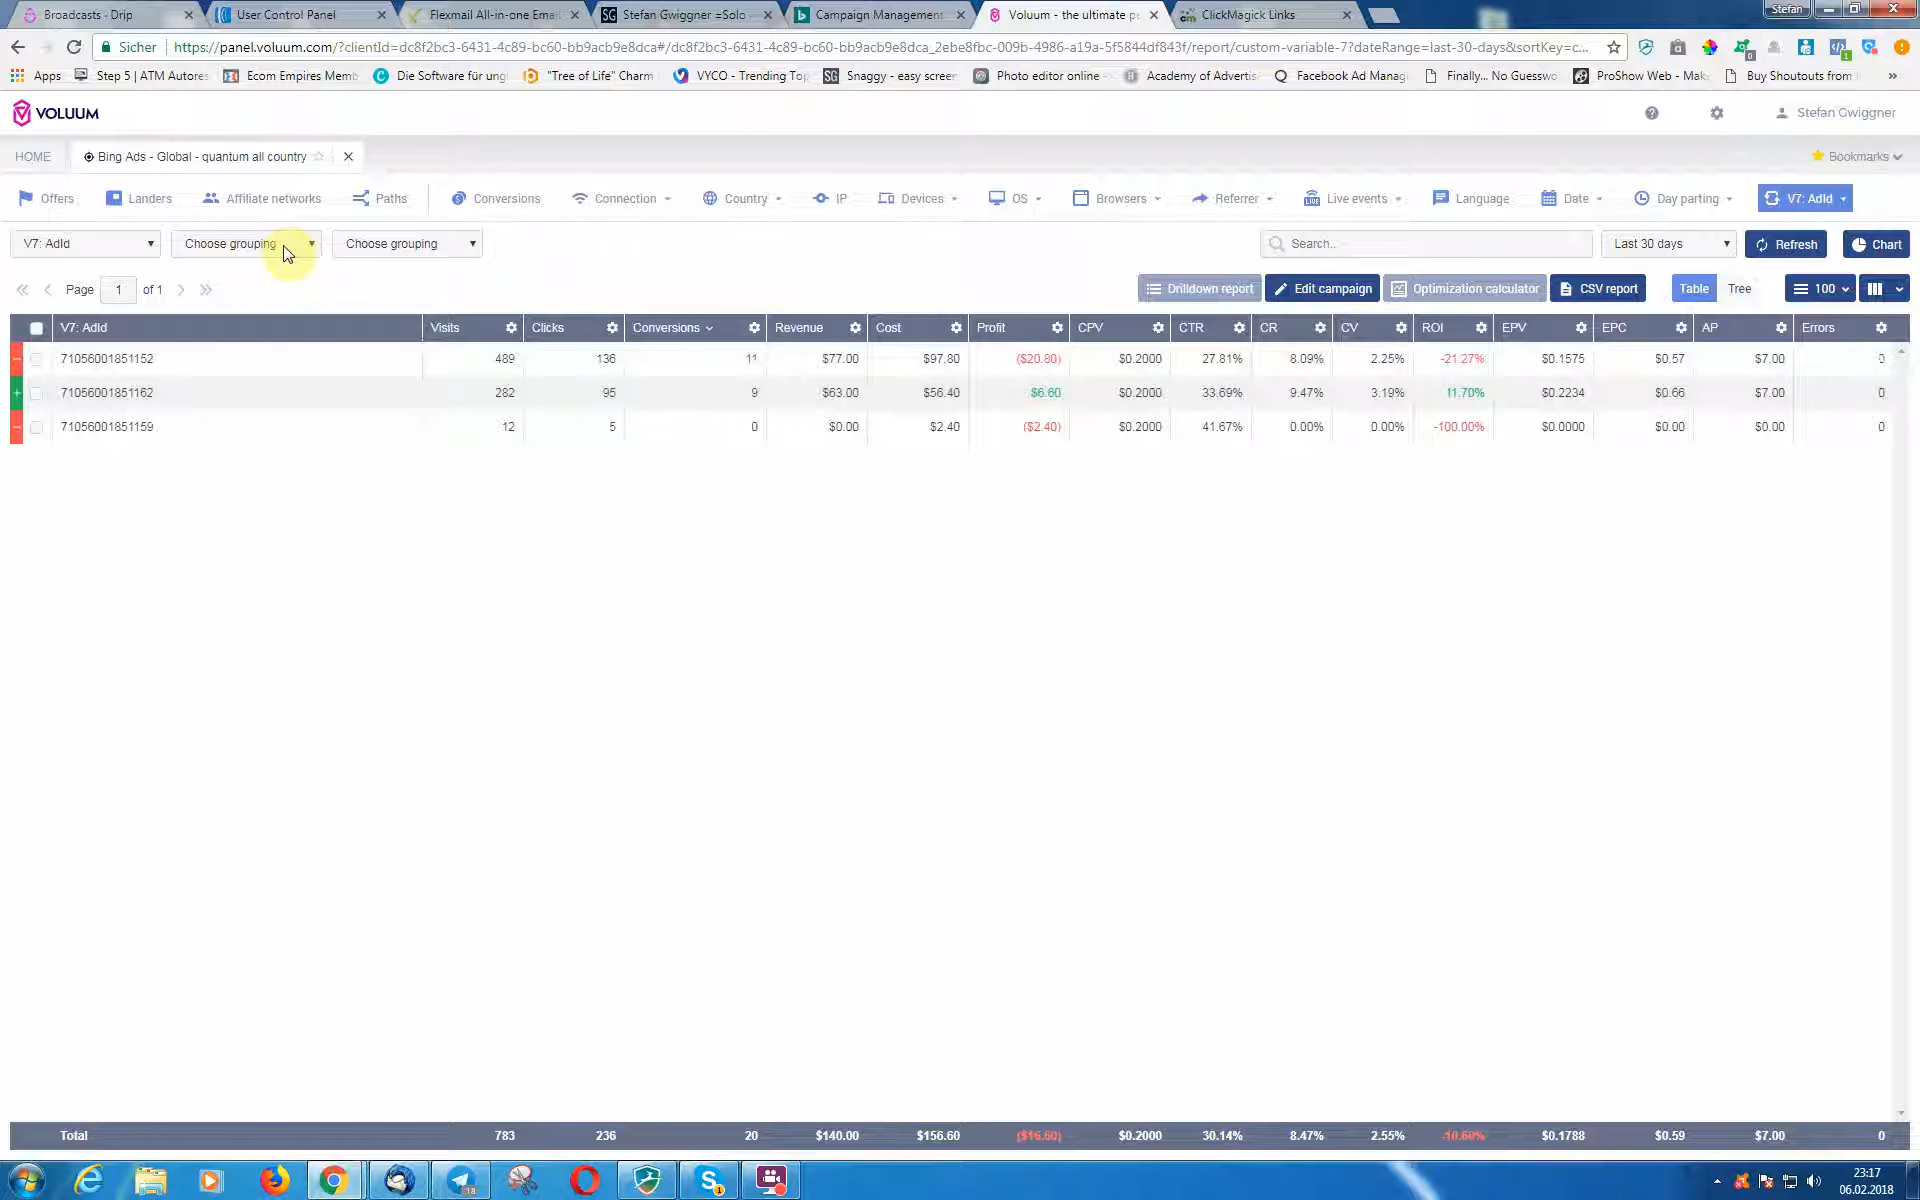 Broadcasts - Drip
User Control Panel
Flexmail All-in-one Emai
Stefan Gwiggner =Solo
Campaign Management
Voluum - the ultimate pe
ClickMagick Links
Stefan
Sicher
https://panel.voluum.com/?clientId=dc8f2bc3-6431-4c89-bc60-bb9acb9e8dca#/dc8f2bc3-6431-4c89-bc60-bb9acb9e8dca_2ebe8fbc-009b-4986-a19a-5f5844df843f/report/custom-variable-7?dateRange=last-30-days&sortKey=c...
Apps
Step 5 | ATM Autores
Ecom Empires Memb
Die Software für ung
"Tree of Life" Charm
VYCO - Trending Top
Snaggy - easy screen
Photo editor online -
Academy of Advertis
Facebook Ad Manag
Finally... No Guesswo
ProShow Web - Mak
Buy Shoutouts from
VOLUUM
Stefan Gwiggner
HOME
Bing Ads - Global - quantum all country
Bookmarks
Offers Landers Affiliate networks Paths Conversions Connection Country IP Devices OS Browsers Referrer Live events Language Date Day parting V7: AdId
V7: AdId Choose grouping Choose grouping Search.. Last 30 days Refresh Chart
Page 1 of 1 Drilldown report Edit campaign Optimization calculator CSV report Table Tree 100
V7: AdId Visits Clicks Conversions Revenue Cost Profit CPV CTR CR CV ROI EPV EPC AP Errors
71056001851152 489 136 11 $77.00 $97.80 ($20.80) $0.2000 27.81% 8.09% 2.25% -21.27% $0.1575 $0.57 $7.00 0
71056001851162 282 95 9 $63.00 $56.40 $6.60 $0.2000 33.69% 9.47% 3.19% 11.70% $0.2234 $0.66 $7.00 0
71056001851159 12 5 0 $0.00 $2.40 ($2.40) $0.2000 41.67% 0.00% 0.00% -100.00% $0.0000 $0.00 $0.00 0
Total 783 236 20 $140.00 $156.60 ($16.60) $0.2000 30.14% 8.47% 2.55% -10.60% $0.1788 $0.59 $7.00 0
23:17
06.02.2018